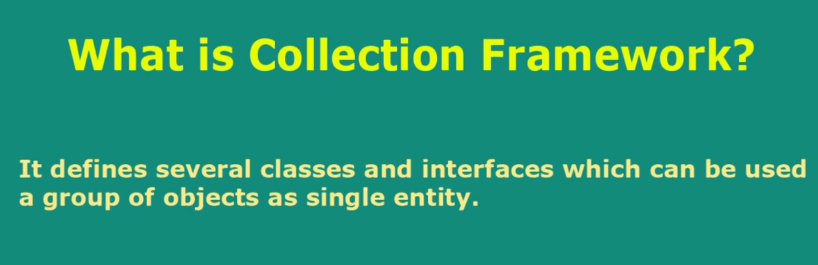 What is Collection Framework?
It defines several classes and interfaces which can be used
a group of objects as single entity.